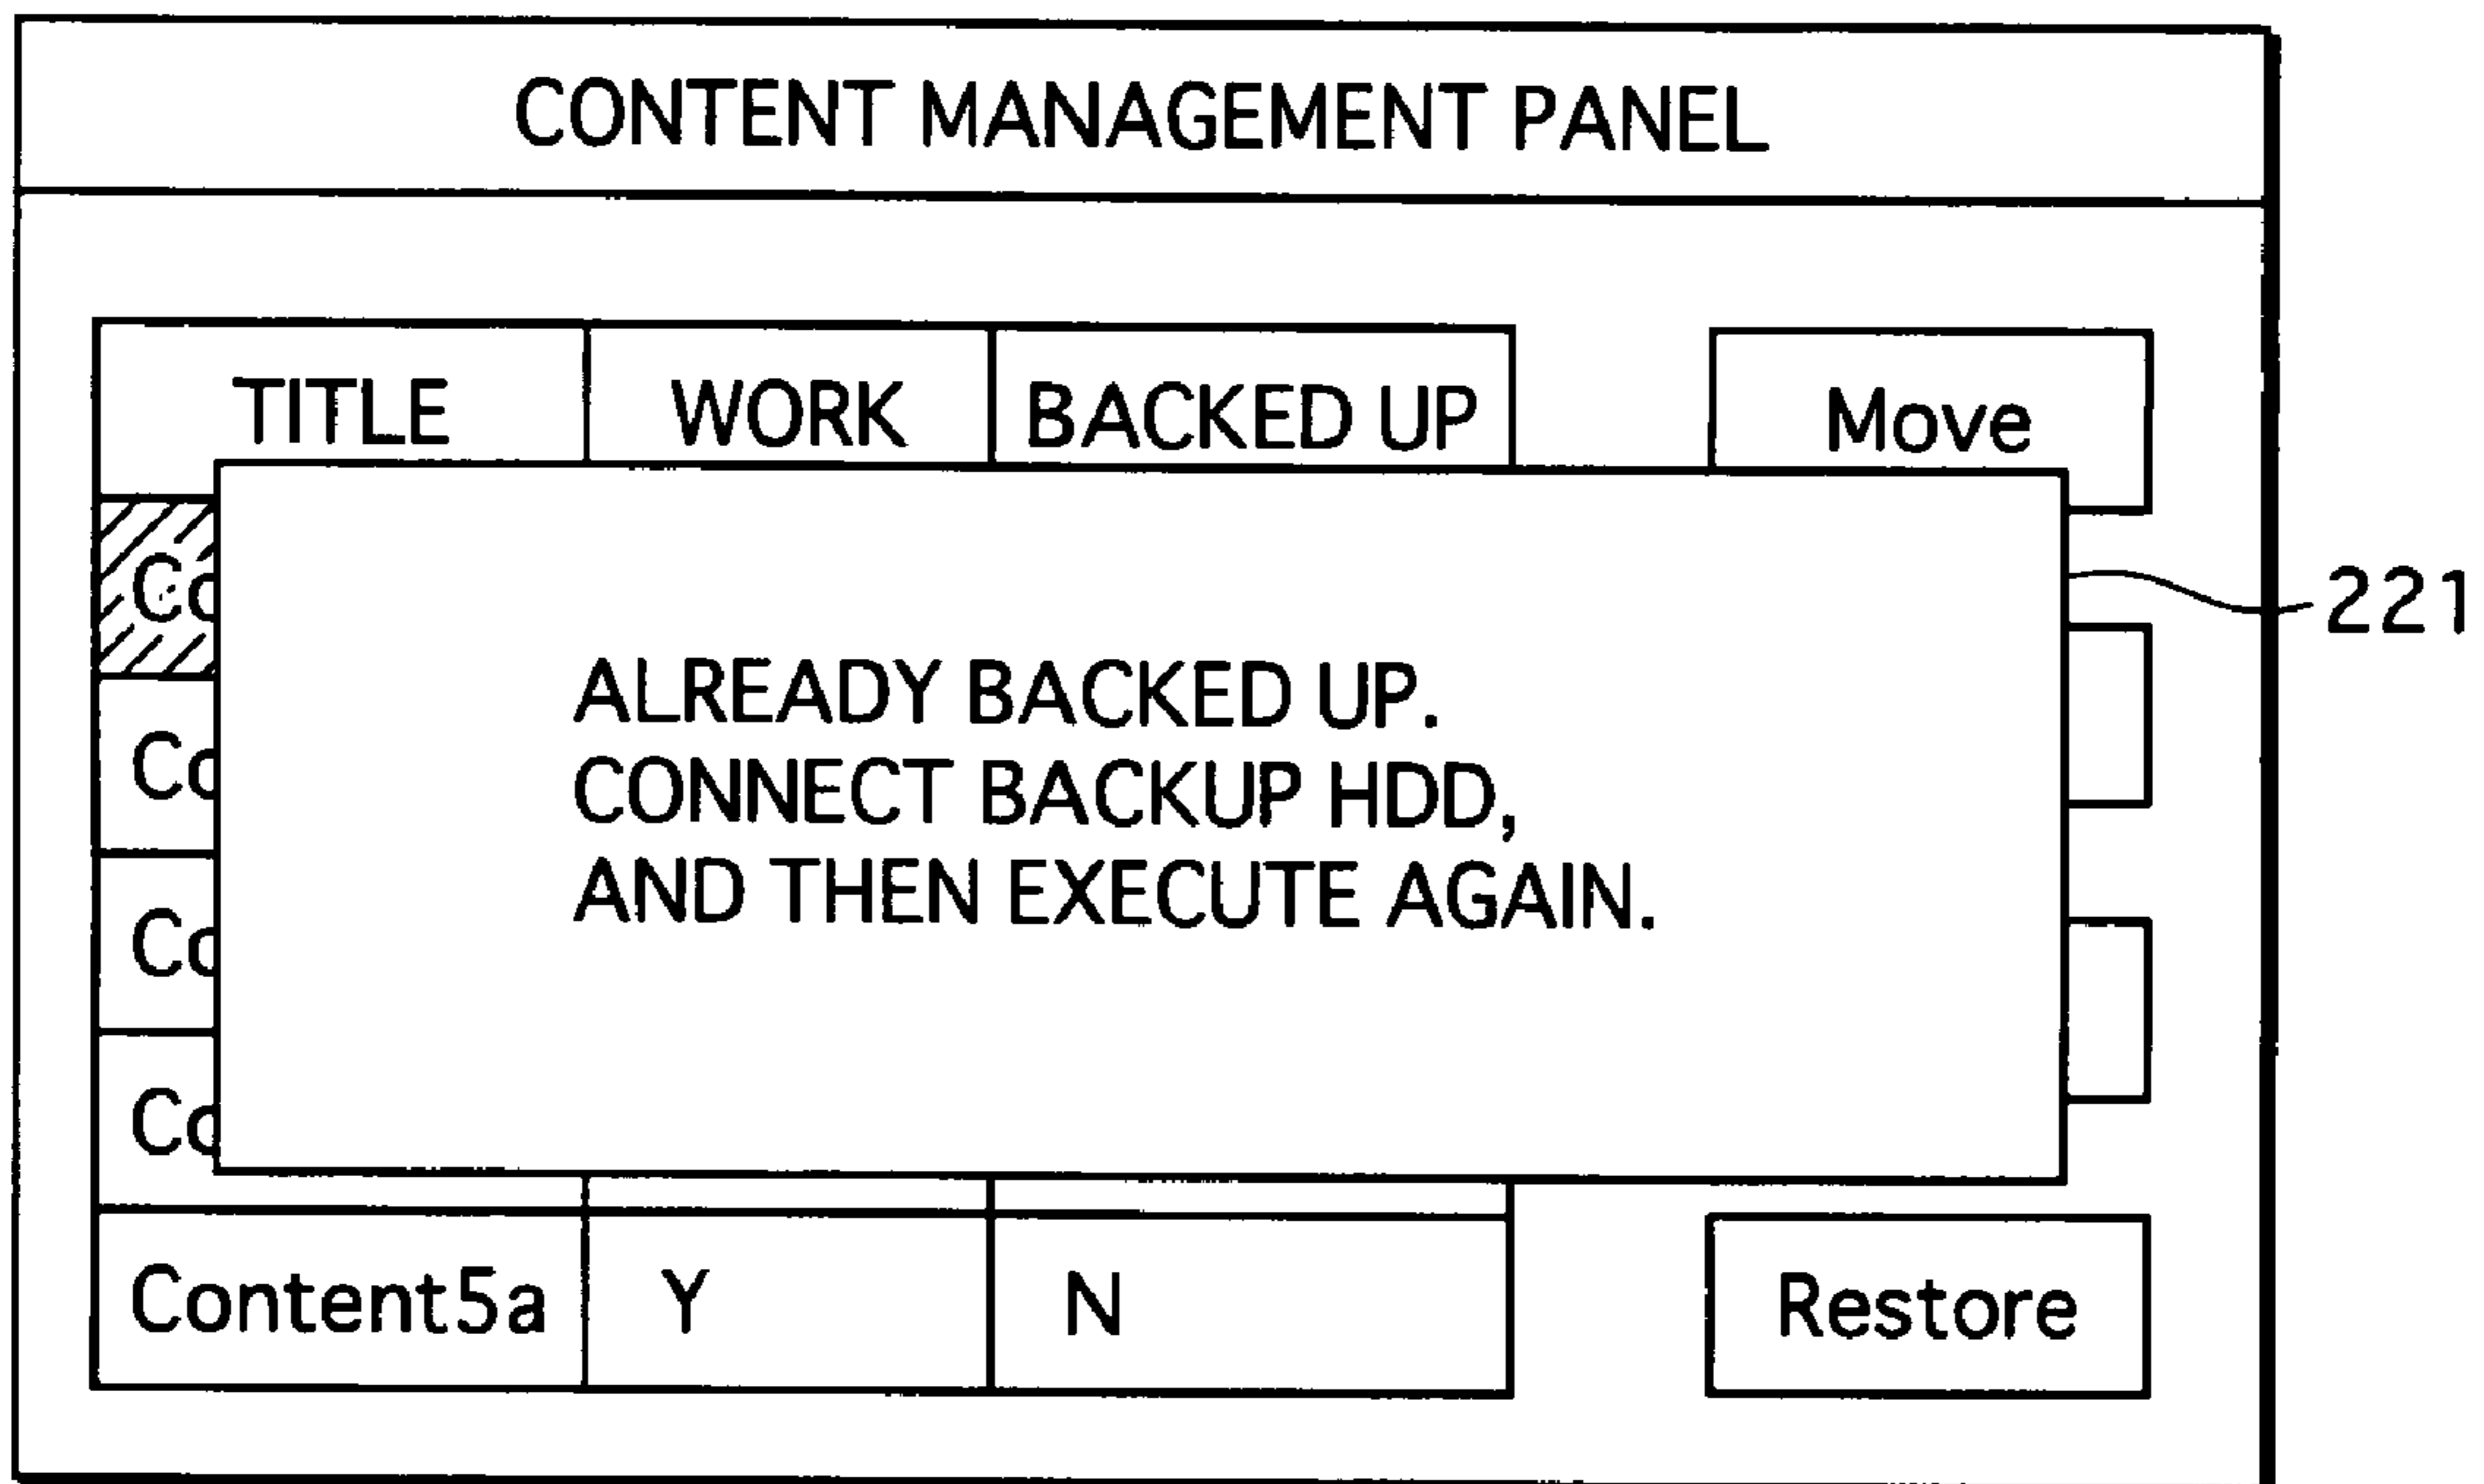 CONTENT MANAGEMENT PANEL
TITLE WORK BACKED UP Move
221
ALREADY BACKED UP.
CONNECT BACKUP HDD,
AND THEN EXECUTE AGAIN.
Content5a Y N Restore